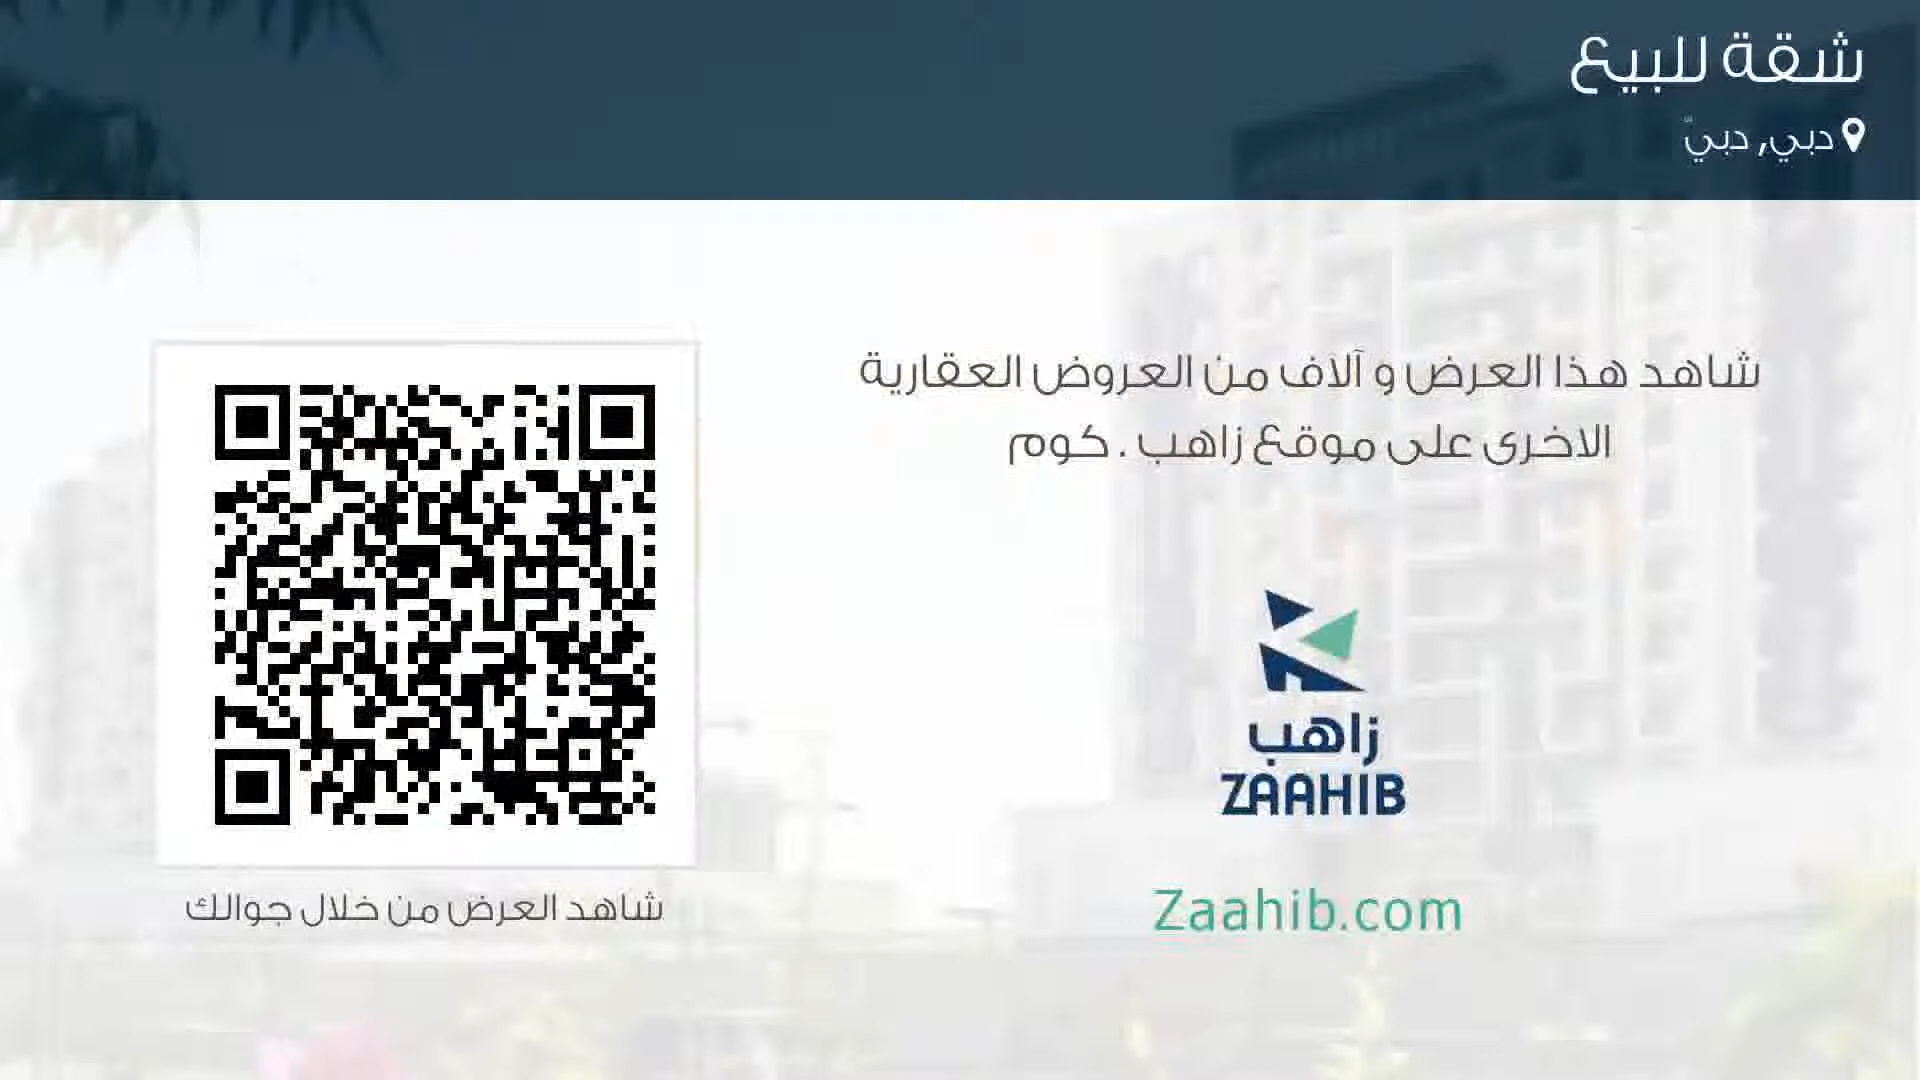 شقة للبيع
دبي, دبيّ
شاهد هذا العرض و آلاف من العروض العقارية
الاخرى على موقع زاهب . كوم
زاهب
ZAAHIB
Zaahib.com
شاهد العرض من خلال جوالك